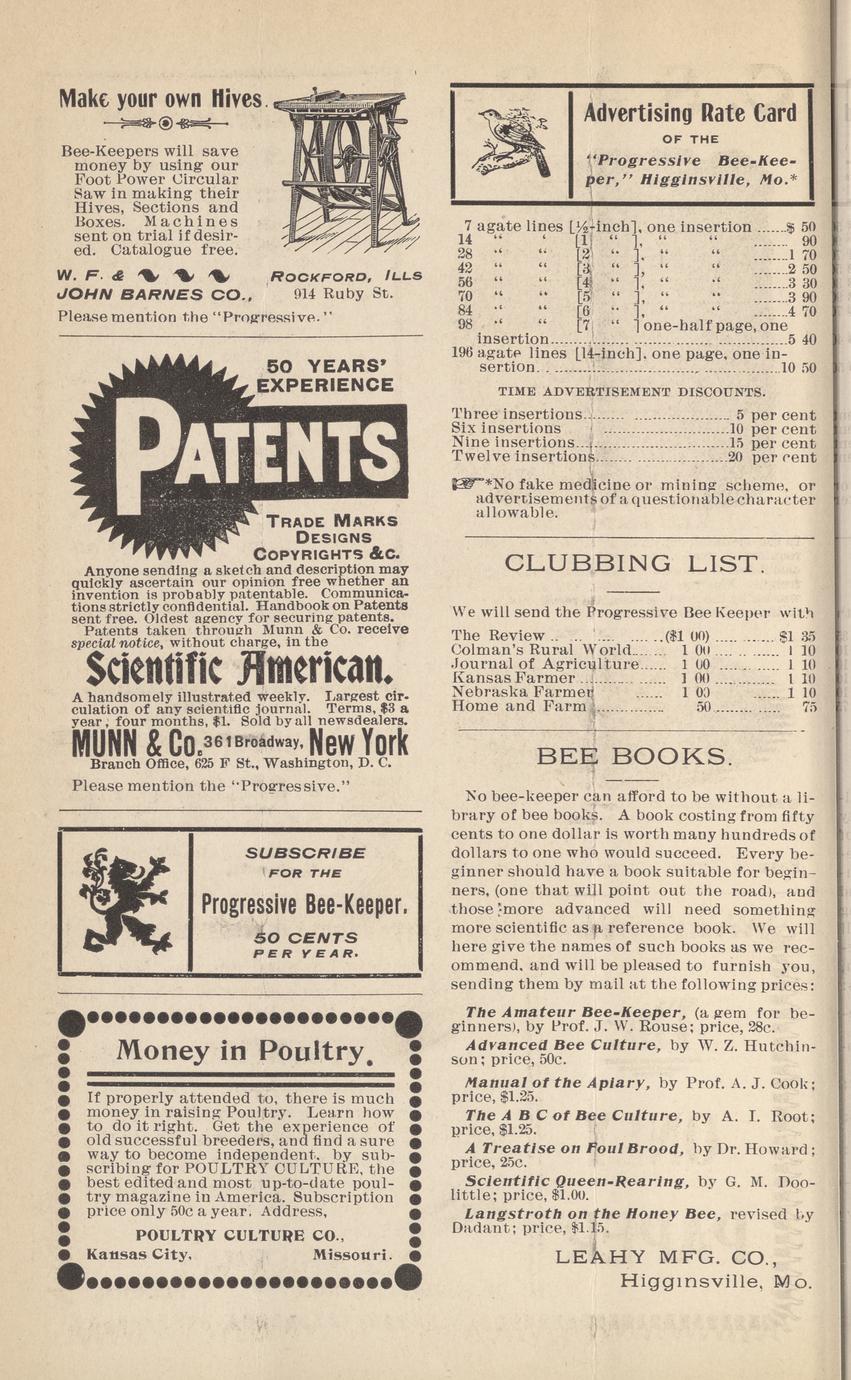 Make your own Hives.
Bee-Keepers will save
money by using our
Foot Power Circular
Saw in making their
Hives, Sections and
Boxes. Machines
sent on trial if desir-
ed. Catalogue free.
W. F. &
JOHN BARNES CO.,
ROCKFORD, ILLS
914 Ruby St.
Please mention the "Progressive."
50 YEARS'
EXPERIENCE
PATENTS
TRADE MARKS
DESIGNS
COPYRIGHTS &C.
Anyone sending a sketch and description may
quickly ascertain our opinion free whether an
invention is probably patentable. Communica-
tions strictly confidential. Handbook on Patents
sent free. Oldest agency for securing patents.
Patents taken through Munn & Co. receive
special notice, without charge, in the
Scientific American.
A handsomely illustrated weekly. Largest cir-
culation of any scientific journal. Terms, $3 a
year; four months, $1. Sold by all newsdealers.
MUNN & Co. 361 Broadway, New York
Branch Office, 625 F St., Washington, D. C.
Please mention the "Progressive."
SUBSCRIBE
FOR THE
Progressive Bee-Keeper.
50 CENTS
PER YEAR.
Money in Poultry.
If properly attended to, there is much
money in raising Poultry. Learn how
to do it right. Get the experience of
old successful breeders, and find a sure
way to become independent, by sub-
scribing for POULTRY CULTURE, the
best edited and most up-to-date poul-
try magazine in America. Subscription
price only 50c a year. Address,
POULTRY CULTURE CO.,
Kansas City, Missouri.
Advertising Rate Card
OF THE
"Progressive Bee-Kee-
per," Higginsville, Mo.*
7 agate lines [½-inch], one insertion ......$ 50
14 " " [1 " ], " " ....... 90
28 " " [2 " ], " " .......1 70
42 " " [3 " ], " " .......2 50
56 " " [4 " ], " " .......3 30
70 " " [5 " ], " " .......3 90
84 " " [6 " ], " " .......4 70
98 " " [7 " ] one-half page, one
insertion..........5 40
196 agate lines [14-inch], one page, one in-
sertion..........10 50
TIME ADVERTISEMENT DISCOUNTS.
Three insertions.......... 5 per cent
Six insertions ..........10 per cent
Nine insertions..........15 per cent
Twelve insertions..........20 per cent
*No fake medicine or mining scheme, or
advertisements of a questionable character
allowable.
CLUBBING LIST.
We will send the Progressive Bee Keeper with
The Review ..........($1 00) .......... $1 35
Colman's Rural World...... 1 00 .......... 1 10
Journal of Agriculture...... 1 00 .......... 1 10
Kansas Farmer .......... 1 00 .......... 1 10
Nebraska Farmer ...... 1 00 ...... 1 10
Home and Farm .......... 50 .......... 75
BEE BOOKS.
No bee-keeper can afford to be without a li-
brary of bee books. A book costing from fifty
cents to one dollar is worth many hundreds of
dollars to one who would succeed. Every be-
ginner should have a book suitable for begin-
ners, (one that will point out the road), and
those more advanced will need something
more scientific as a reference book. We will
here give the names of such books as we rec-
ommend, and will be pleased to furnish you,
sending them by mail at the following prices:
The Amateur Bee-Keeper, (a gem for be-
ginners), by Prof. J. W. Rouse; price, 28c.
Advanced Bee Culture, by W. Z. Hutchin-
son; price, 50c.
Manual of the Apiary, by Prof. A. J. Cook;
price, $1.25.
The A B C of Bee Culture, by A. I. Root;
price, $1.25.
A Treatise on Foul Brood, by Dr. Howard;
price, 25c.
Scientific Queen-Rearing, by G. M. Doo-
little; price, $1.00.
Langstroth on the Honey Bee, revised by
Dadant; price, $1.15.
LEAHY MFG. CO.,
Higginsville, Mo.